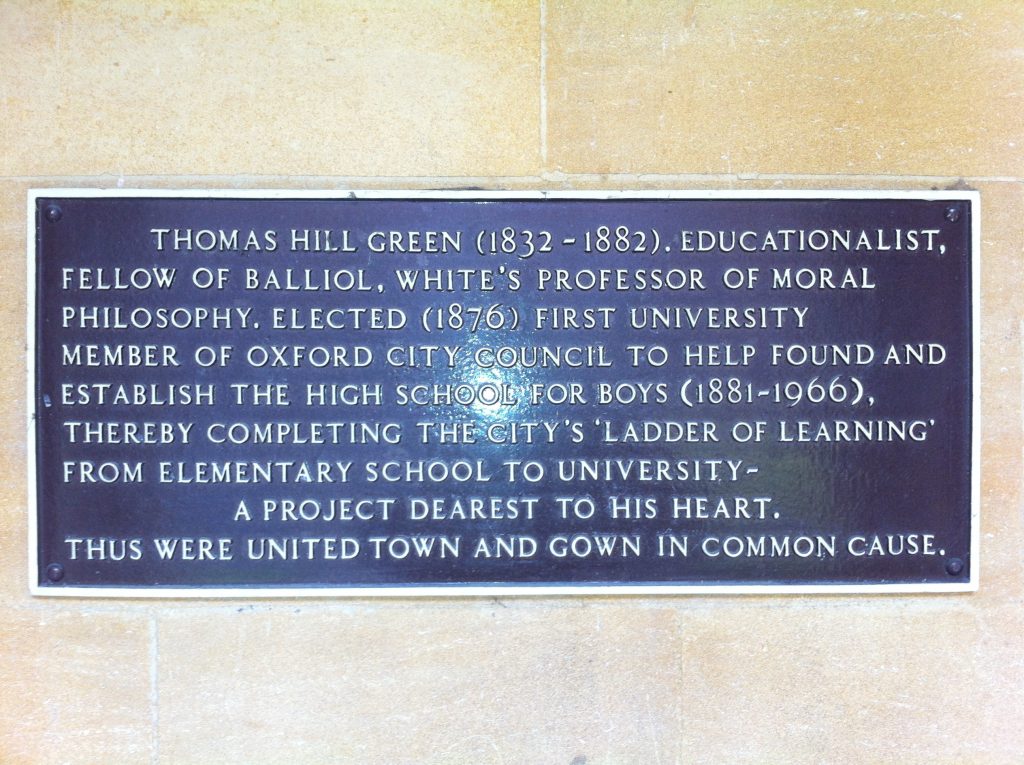 THOMAS HILL GREEN (1832-1882). EDUCATIONALIST,
FELLOW OF BALLIOL, WHITE'S PROFESSOR OF MORAL
PHILOSOPHY. ELECTED (1876) FIRST UNIVERSITY
MEMBER OF OXFORD CITY COUNCIL TO HELP FOUND AND
ESTABLISH THE HIGH SCHOOL FOR BOYS (1881-1966),
THEREBY COMPLETING THE CITY'S 'LADDER OF LEARNING'
FROM ELEMENTARY SCHOOL TO UNIVERSITY-
A PROJECT DEAREST TO HIS HEART.
THUS WERE UNITED TOWN AND GOWN IN COMMON CAUSE.